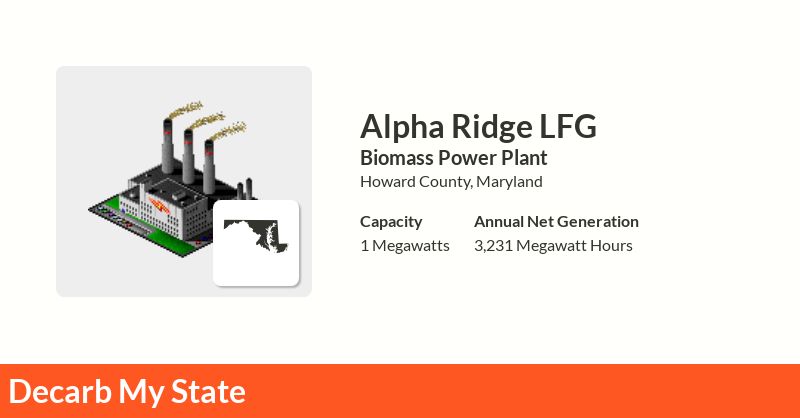 Alpha Ridge LFG
Biomass Power Plant
Howard County, Maryland
Capacity
1 Megawatts
Annual Net Generation
3,231 Megawatt Hours
Decarb My State